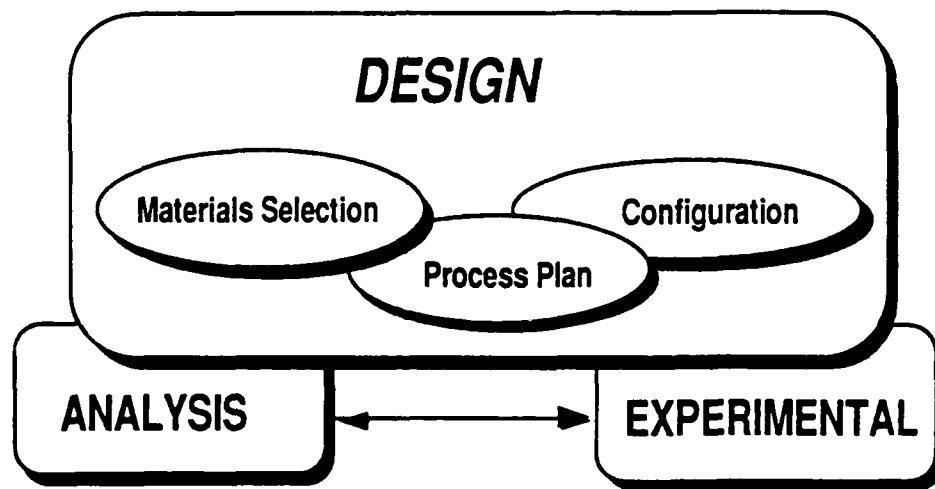 DESIGN
Materials Selection
Configuration
Process Plan
ANALYSIS
EXPERIMENTAL